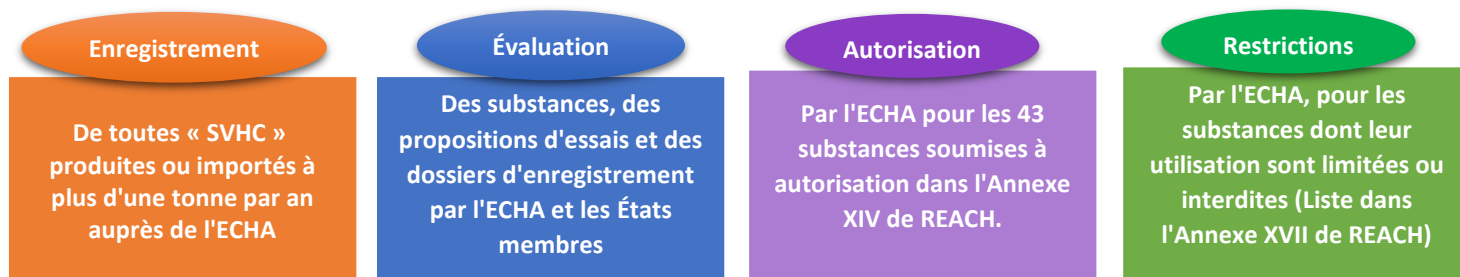 Enregistrement
De toutes « SVHC »
produites ou importés à
plus d'une tonne par an
auprès de l'ECHA
Évaluation
Des substances, des
propositions d'essais et des
dossiers d'enregistrement
par l'ECHA et les États
membres
Autorisation
Par l'ECHA pour les 43
substances soumises à
autorisation dans l'Annexe
XIV de REACH.
Restrictions
Par l'ECHA, pour les
substances dont leur
utilisation sont limitées ou
interdites (Liste dans
l'Annexe XVII de REACH)